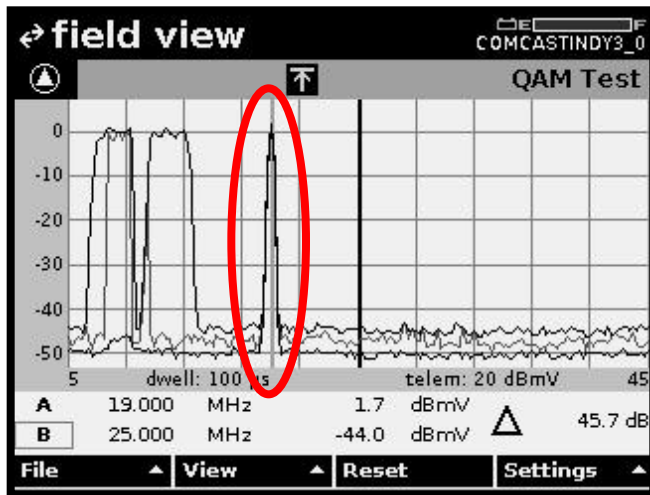 field view
E F
COMCASTINDY3_0
QAM Test
0
-10
-20
-30
-40
-50
5 dwell: 100 µs telem: 20 dBmV 45
A 19.000 MHz 1.7 dBmV
B 25.000 MHz -44.0 dBmV
Δ 45.7 dB
File View Reset Settings